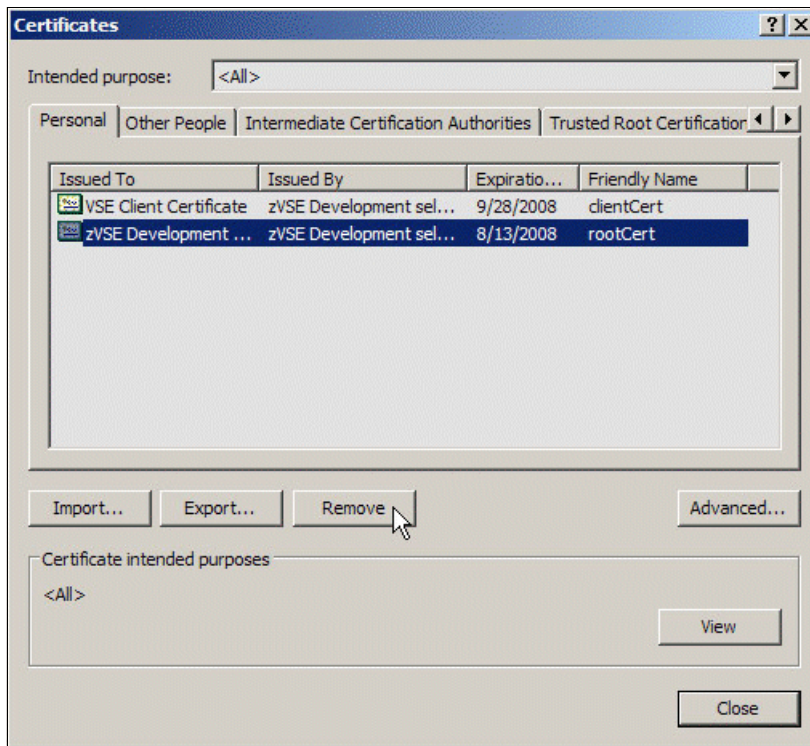 Certificates
Intended purpose: <All>
Personal Other People Intermediate Certification Authorities Trusted Root Certification
Issued To Issued By Expiratio... Friendly Name
VSE Client Certificate zVSE Development sel... 9/28/2008 clientCert
zVSE Development ... zVSE Development sel... 8/13/2008 rootCert
Import... Export... Remove Advanced...
Certificate intended purposes
<All>
View
Close